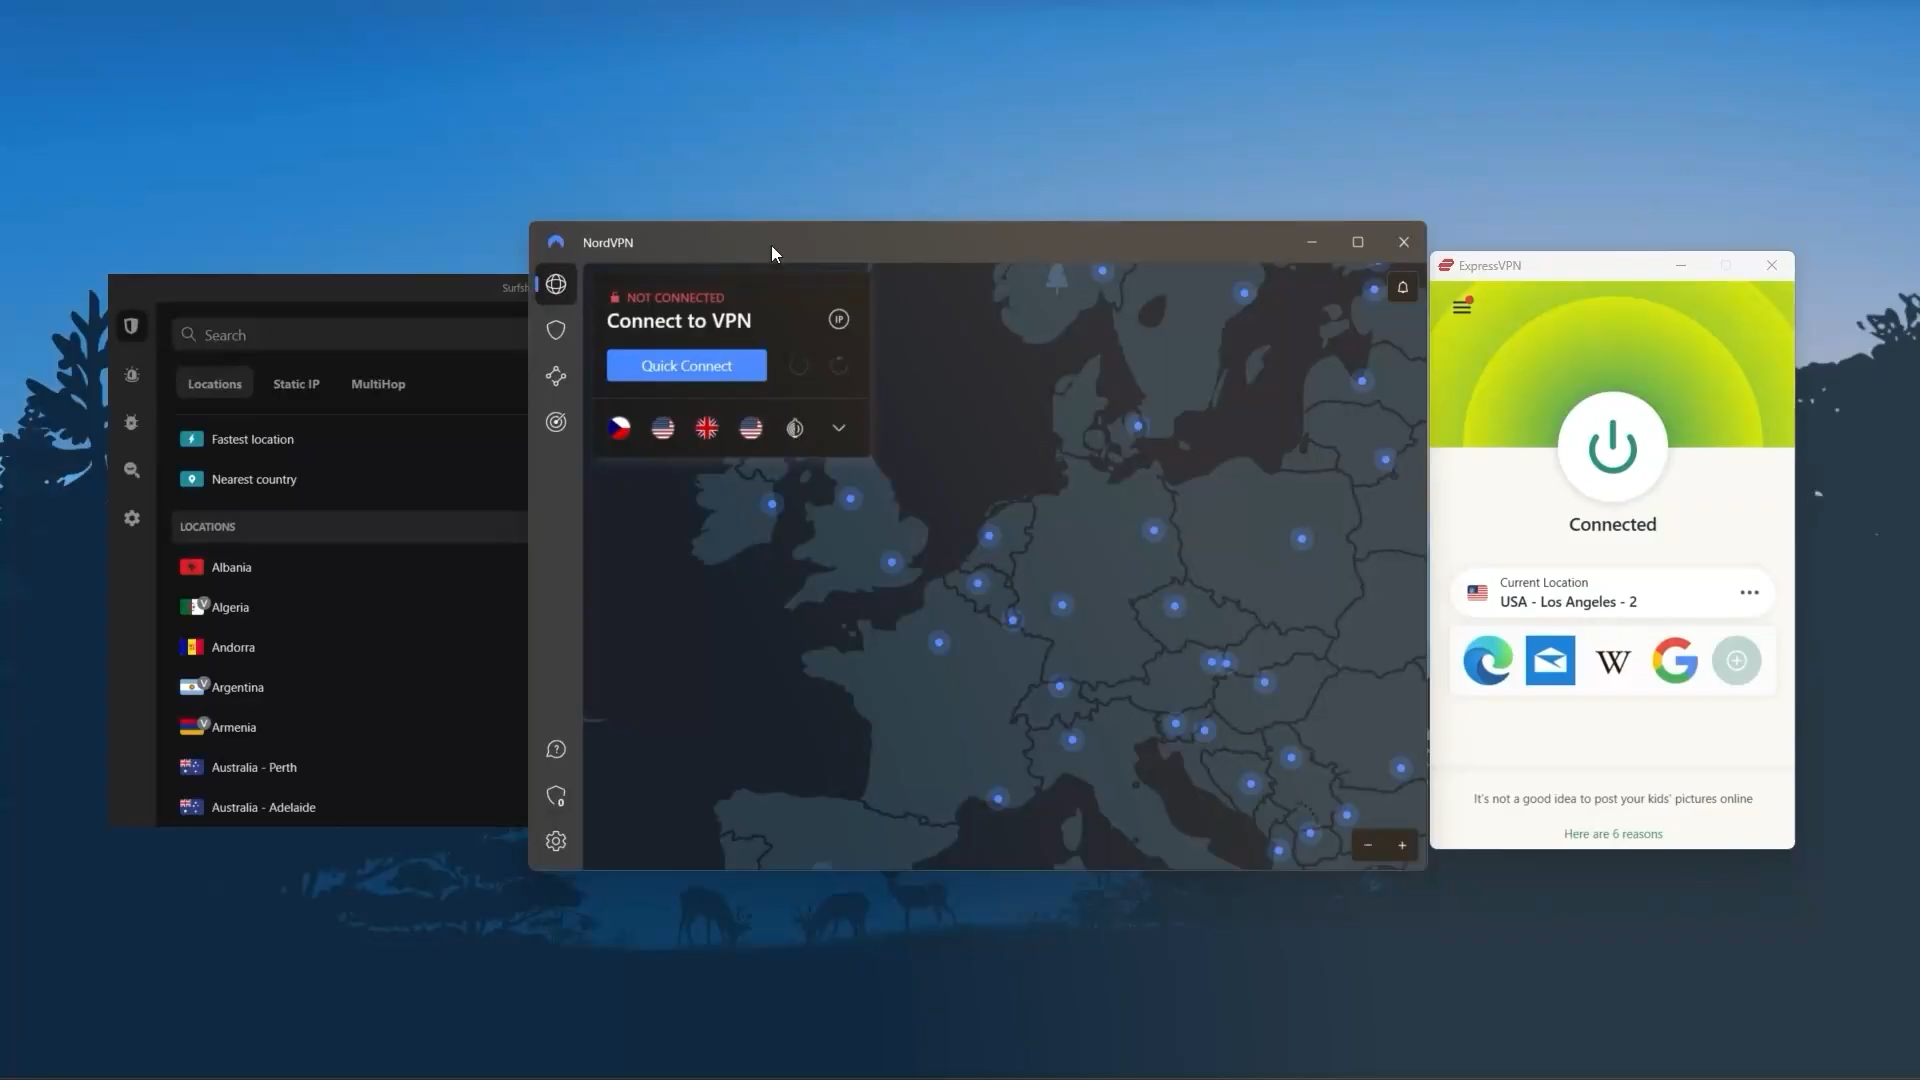 Surfsh
Search
Locations
Static IP
MultiHop
Fastest location
Nearest country
LOCATIONS
Albania
V
Algeria
Andorra
V
Argentina
V
Armenia
Australia - Perth
Australia - Adelaide
NordVPN
NOT CONNECTED
Connect to VPN
IP
Quick Connect
?
0
- +
ExpressVPN
Connected
Current Location
USA - Los Angeles - 2
W
G
It's not a good idea to post your kids' pictures online
Here are 6 reasons